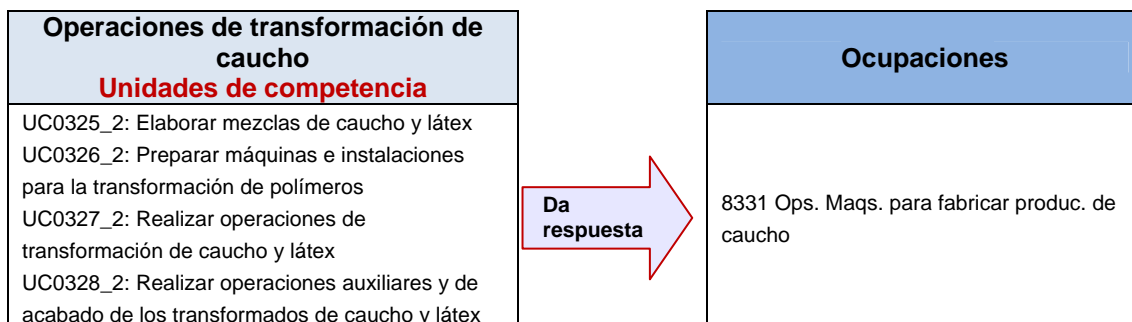 Operaciones de transformación de
caucho
Unidades de competencia
UC0325_2: Elaborar mezclas de caucho y látex
UC0326_2: Preparar máquinas e instalaciones
para la transformación de polímeros
UC0327_2: Realizar operaciones de
transformación de caucho y látex
UC0328_2: Realizar operaciones auxiliares y de
acabado de los transformados de caucho y látex
Da
respuesta
Ocupaciones
8331 Ops. Maqs. para fabricar produc. de
caucho